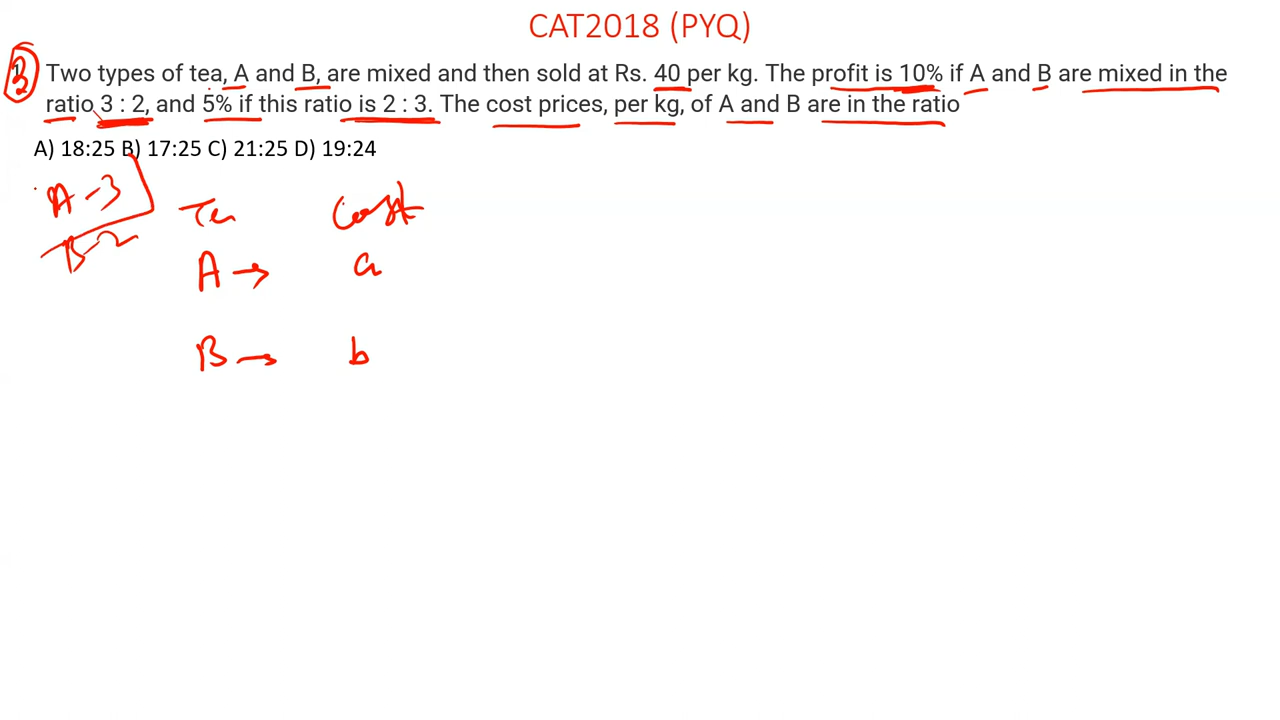 CAT2018 (PYQ)
3 Two types of tea, A and B, are mixed and then sold at Rs. 40 per kg. The profit is 10% if A and B are mixed in the
ratio 3 : 2, and 5% if this ratio is 2 : 3. The cost prices, per kg, of A and B are in the ratio
A) 18:25 B) 17:25 C) 21:25 D) 19:24
A - 3
B - 2
Cost
A → a
B → b